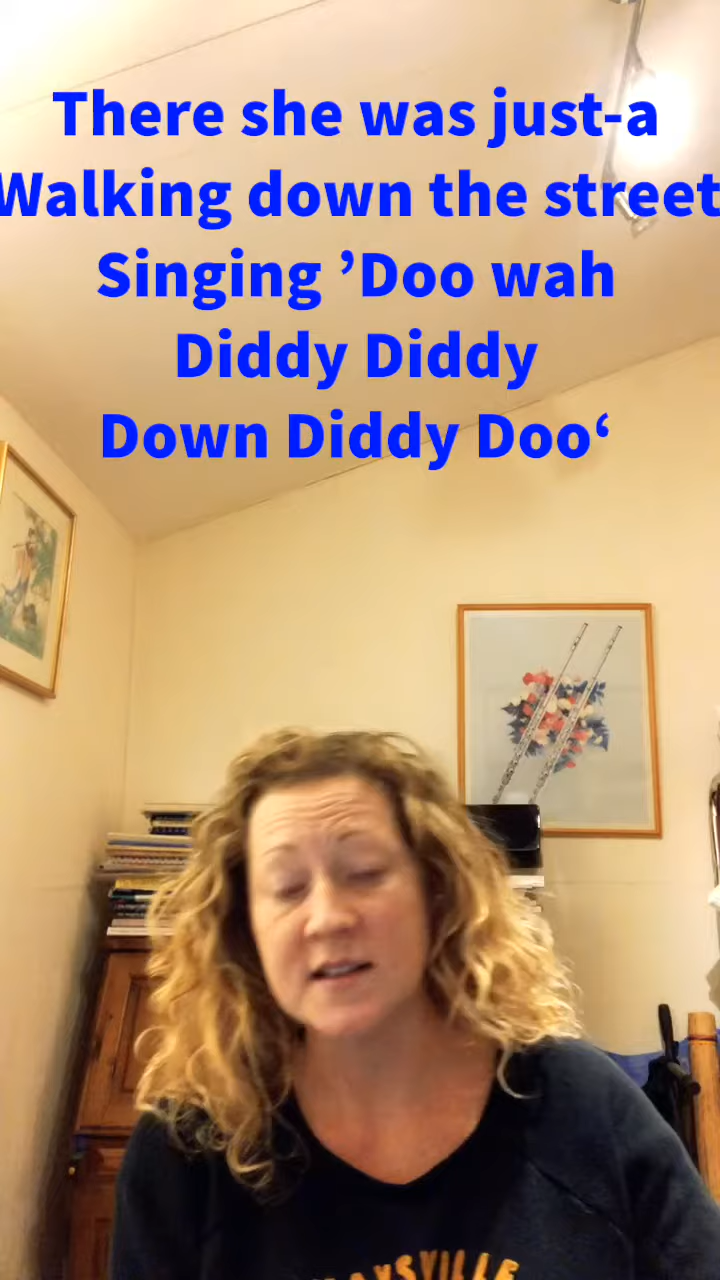 There she was just-a
Walking down the street
Singing ’Doo wah
Diddy Diddy
Down Diddy Doo‘